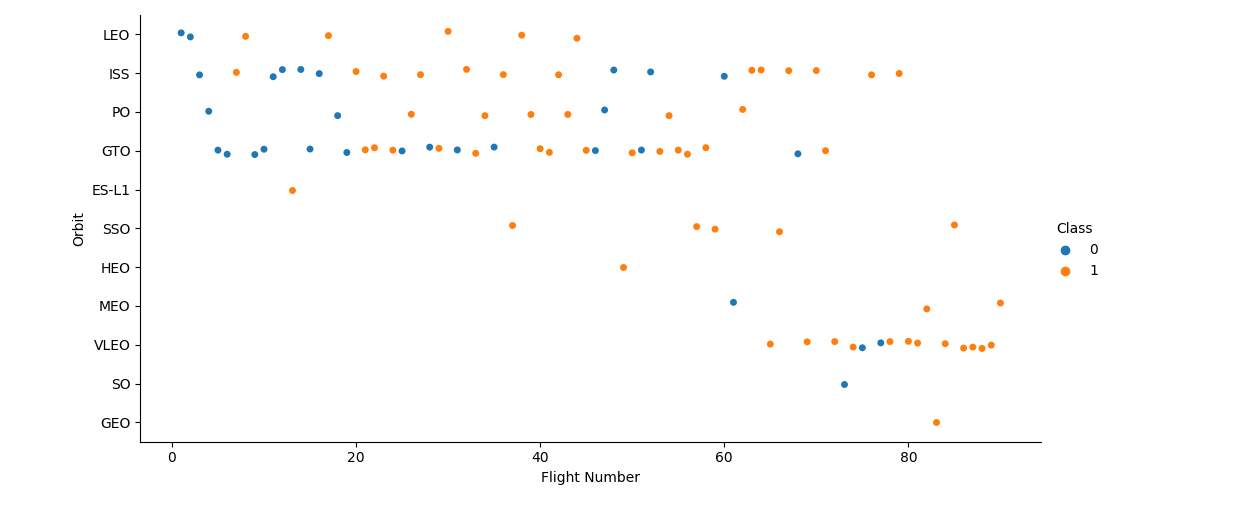 LEO
ISS
PO
GTO
ES-L1
SSO
HEO
MEO
VLEO
SO
GEO
Orbit
0 20 40 60 80
Flight Number
Class
0
1